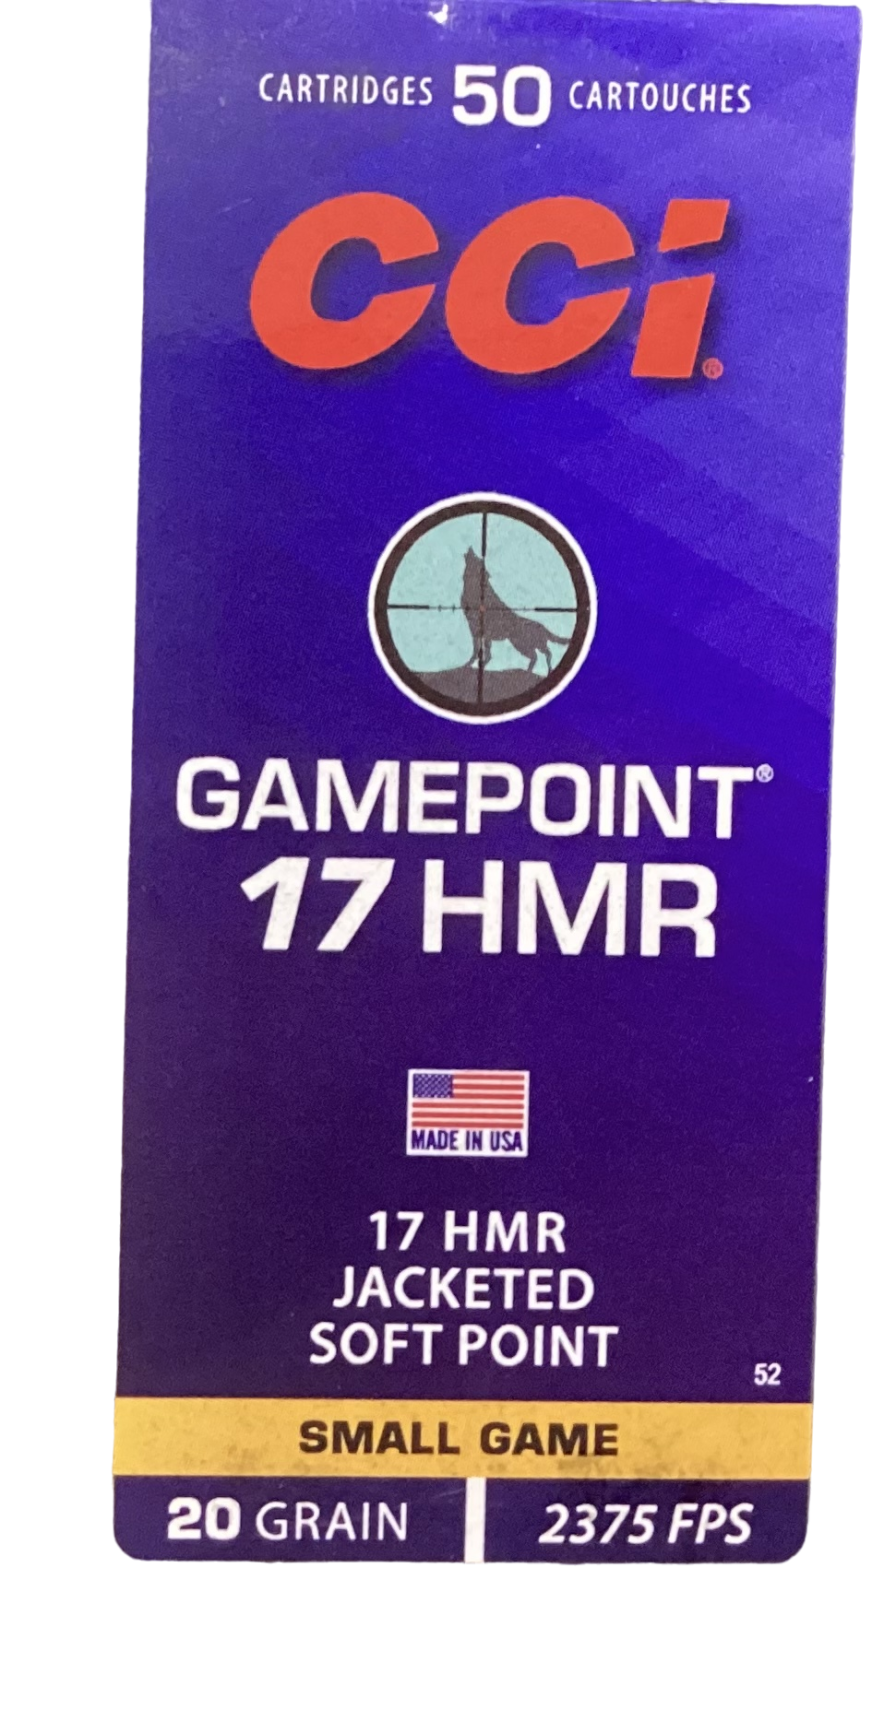 CARTRIDGES 50 CARTOUCHES
CCI®
GAMEPOINT®
17 HMR
MADE IN USA
17 HMR
JACKETED
SOFT POINT
52
SMALL GAME
20 GRAIN 2375 FPS